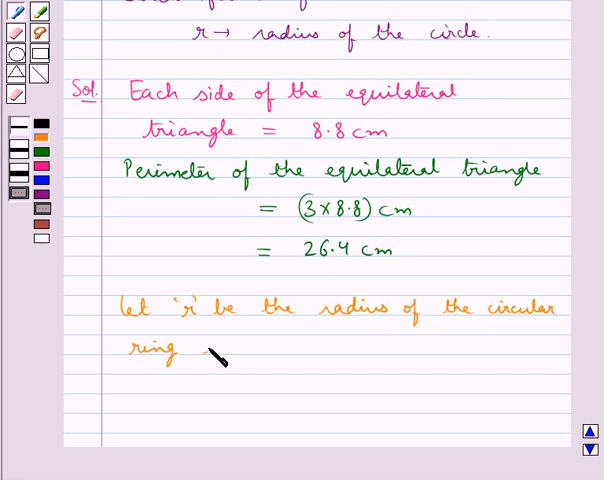 r → radius of the circle.
Sol. Each side of the equilateral
triangle = 8.8 cm
Perimeter of the equilateral triangle
= (3 x 8.8) cm
= 26.4 cm
Let 'r' be the radius of the circular
ring